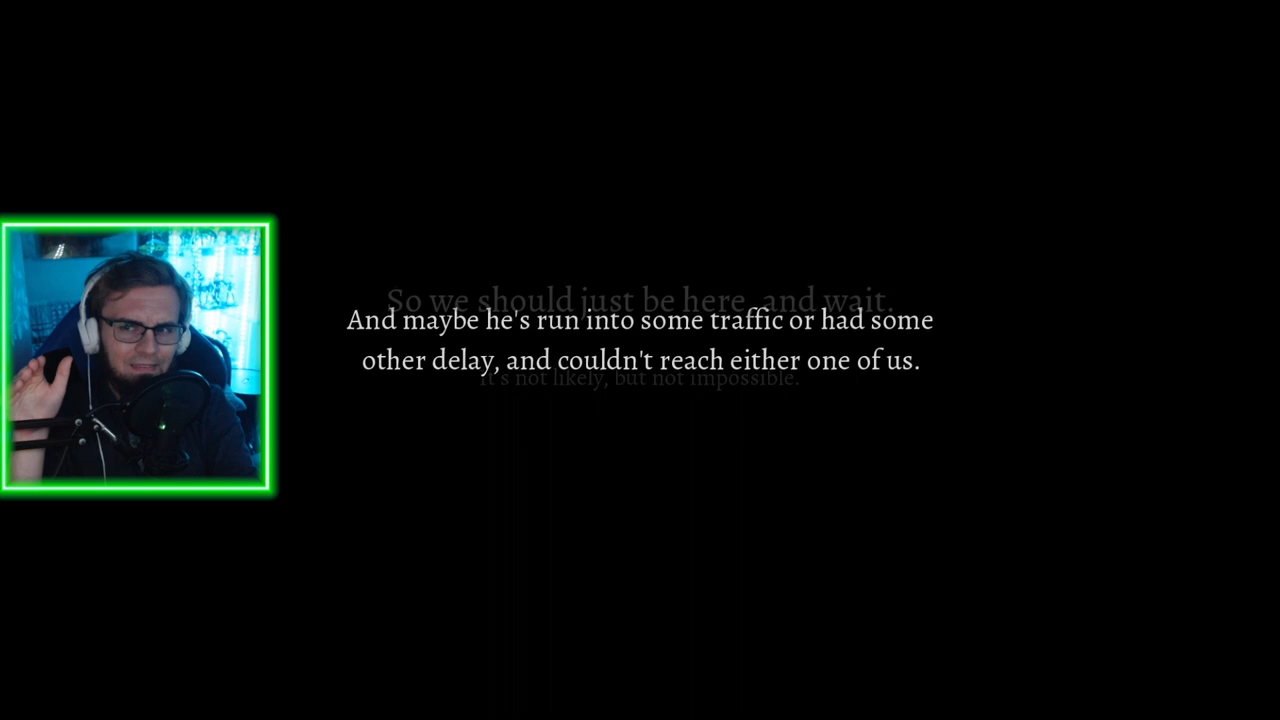 So we should just be here, and wait.
And maybe he's run into some traffic or had some
other delay, and couldn't reach either one of us.
It's not likely, but not impossible.